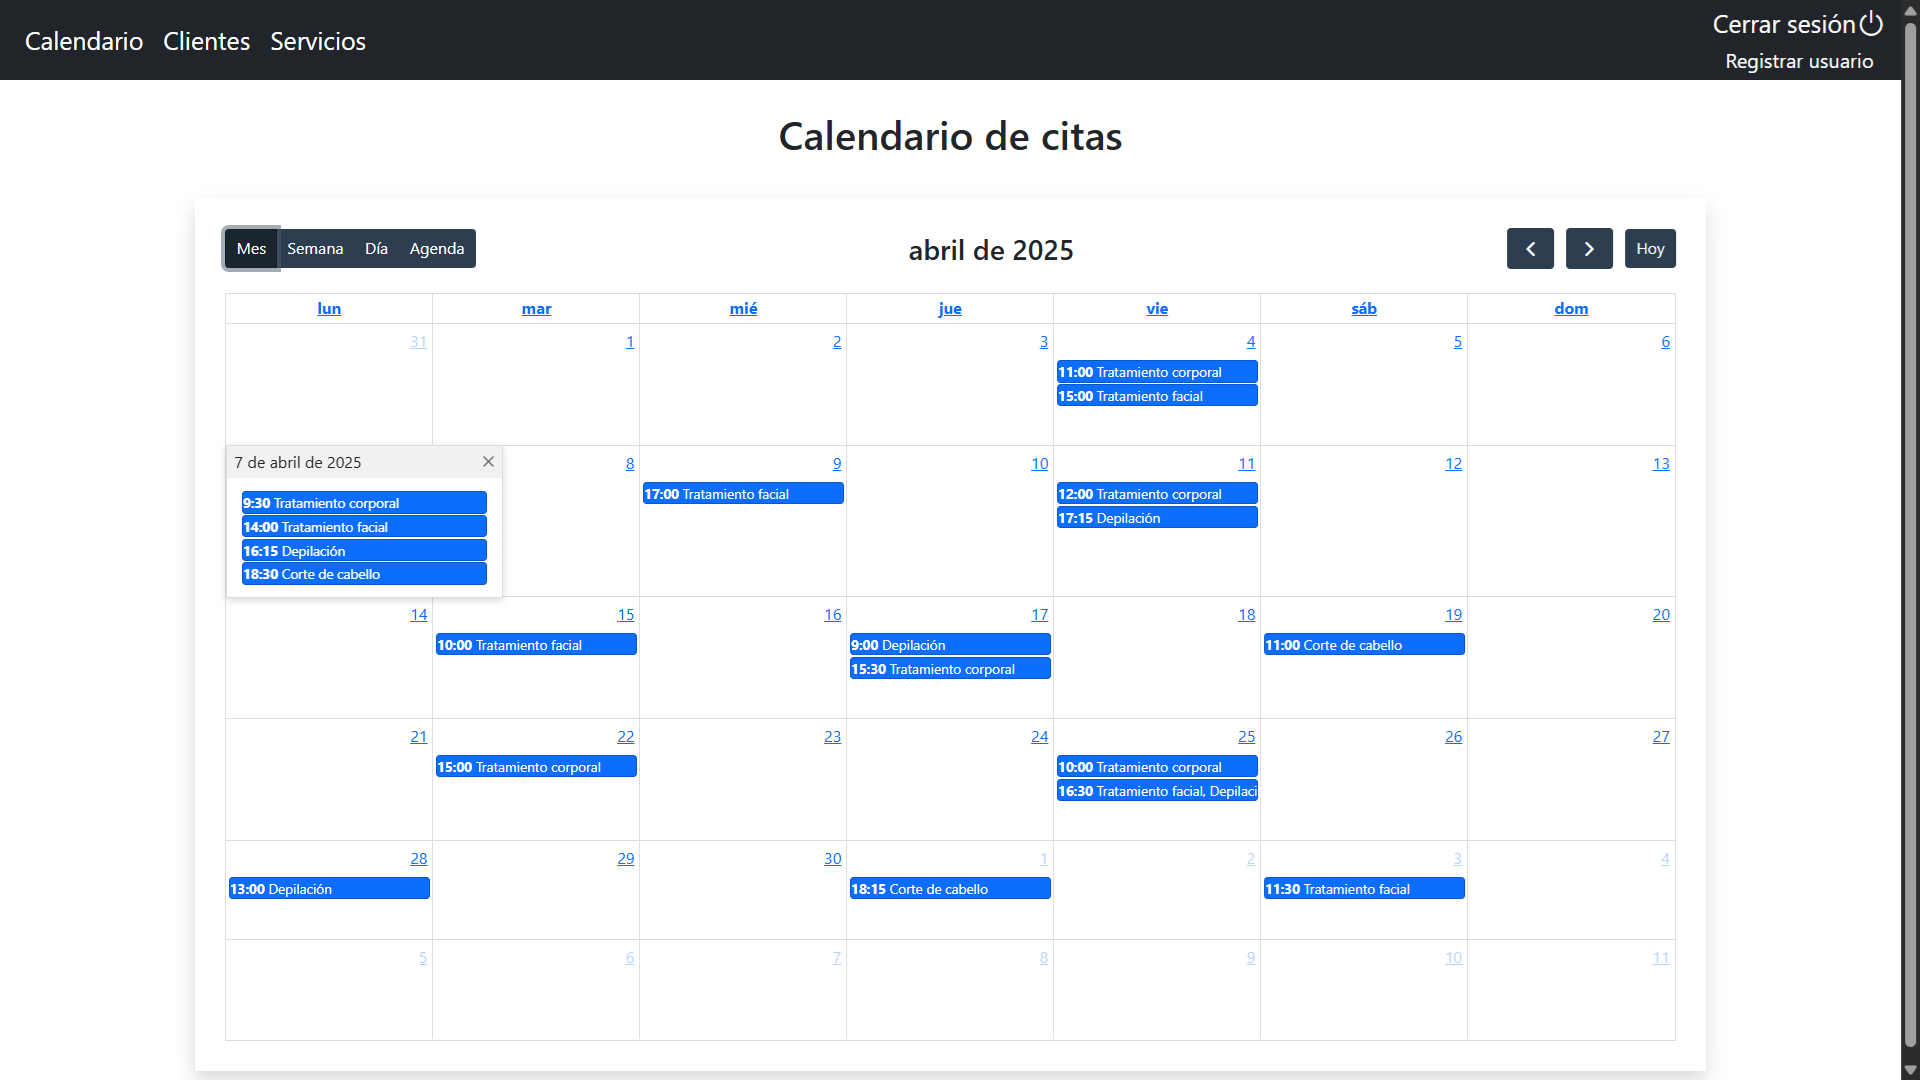 Calendario Clientes Servicios
Cerrar sesión
Registrar usuario
Calendario de citas
Mes Semana Día Agenda
abril de 2025
Hoy
lun mar mié jue vie sáb dom
31 1 2 3 4 5 6
11:00 Tratamiento corporal
15:00 Tratamiento facial
7 de abril de 2025
9:30 Tratamiento corporal
14:00 Tratamiento facial
16:15 Depilación
18:30 Corte de cabello
8 9 10 11 12 13
17:00 Tratamiento facial
12:00 Tratamiento corporal
17:15 Depilación
14 15 16 17 18 19 20
10:00 Tratamiento facial
9:00 Depilación
15:30 Tratamiento corporal
11:00 Corte de cabello
21 22 23 24 25 26 27
15:00 Tratamiento corporal
10:00 Tratamiento corporal
16:30 Tratamiento facial, Depilaci
28 29 30 1 2 3 4
13:00 Depilación
18:15 Corte de cabello
11:30 Tratamiento facial
5 6 7 8 9 10 11